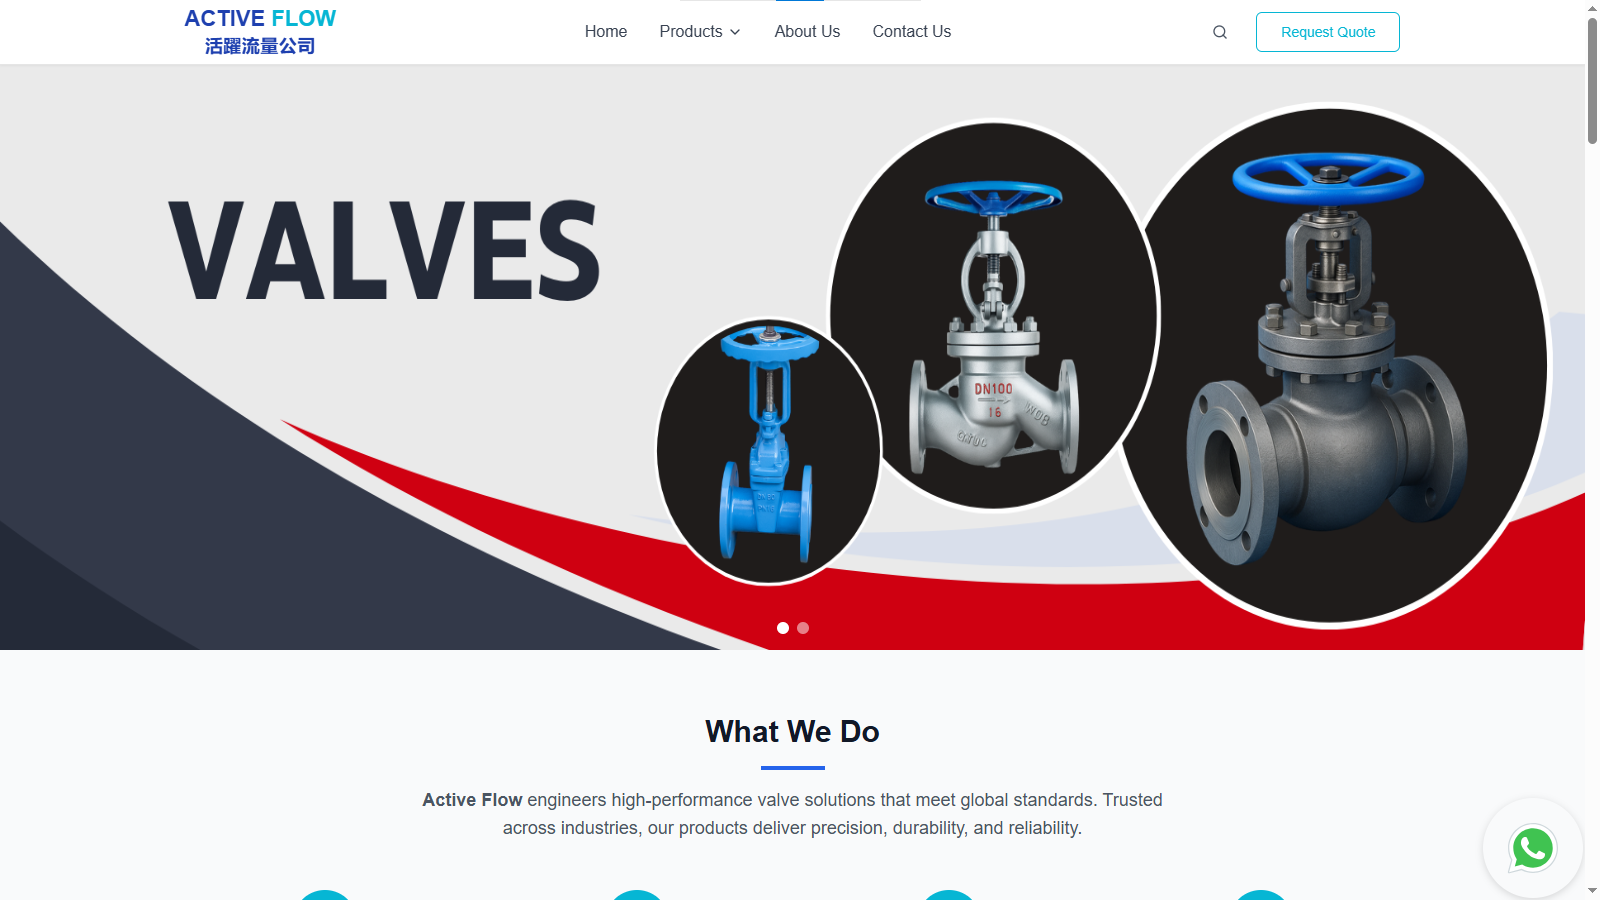 ACTIVE FLOW
活躍流量公司
Home
Products
About Us
Contact Us
Request Quote
VALVES
DN100
16
WCB
What We Do
Active Flow engineers high-performance valve solutions that meet global standards. Trusted
across industries, our products deliver precision, durability, and reliability.